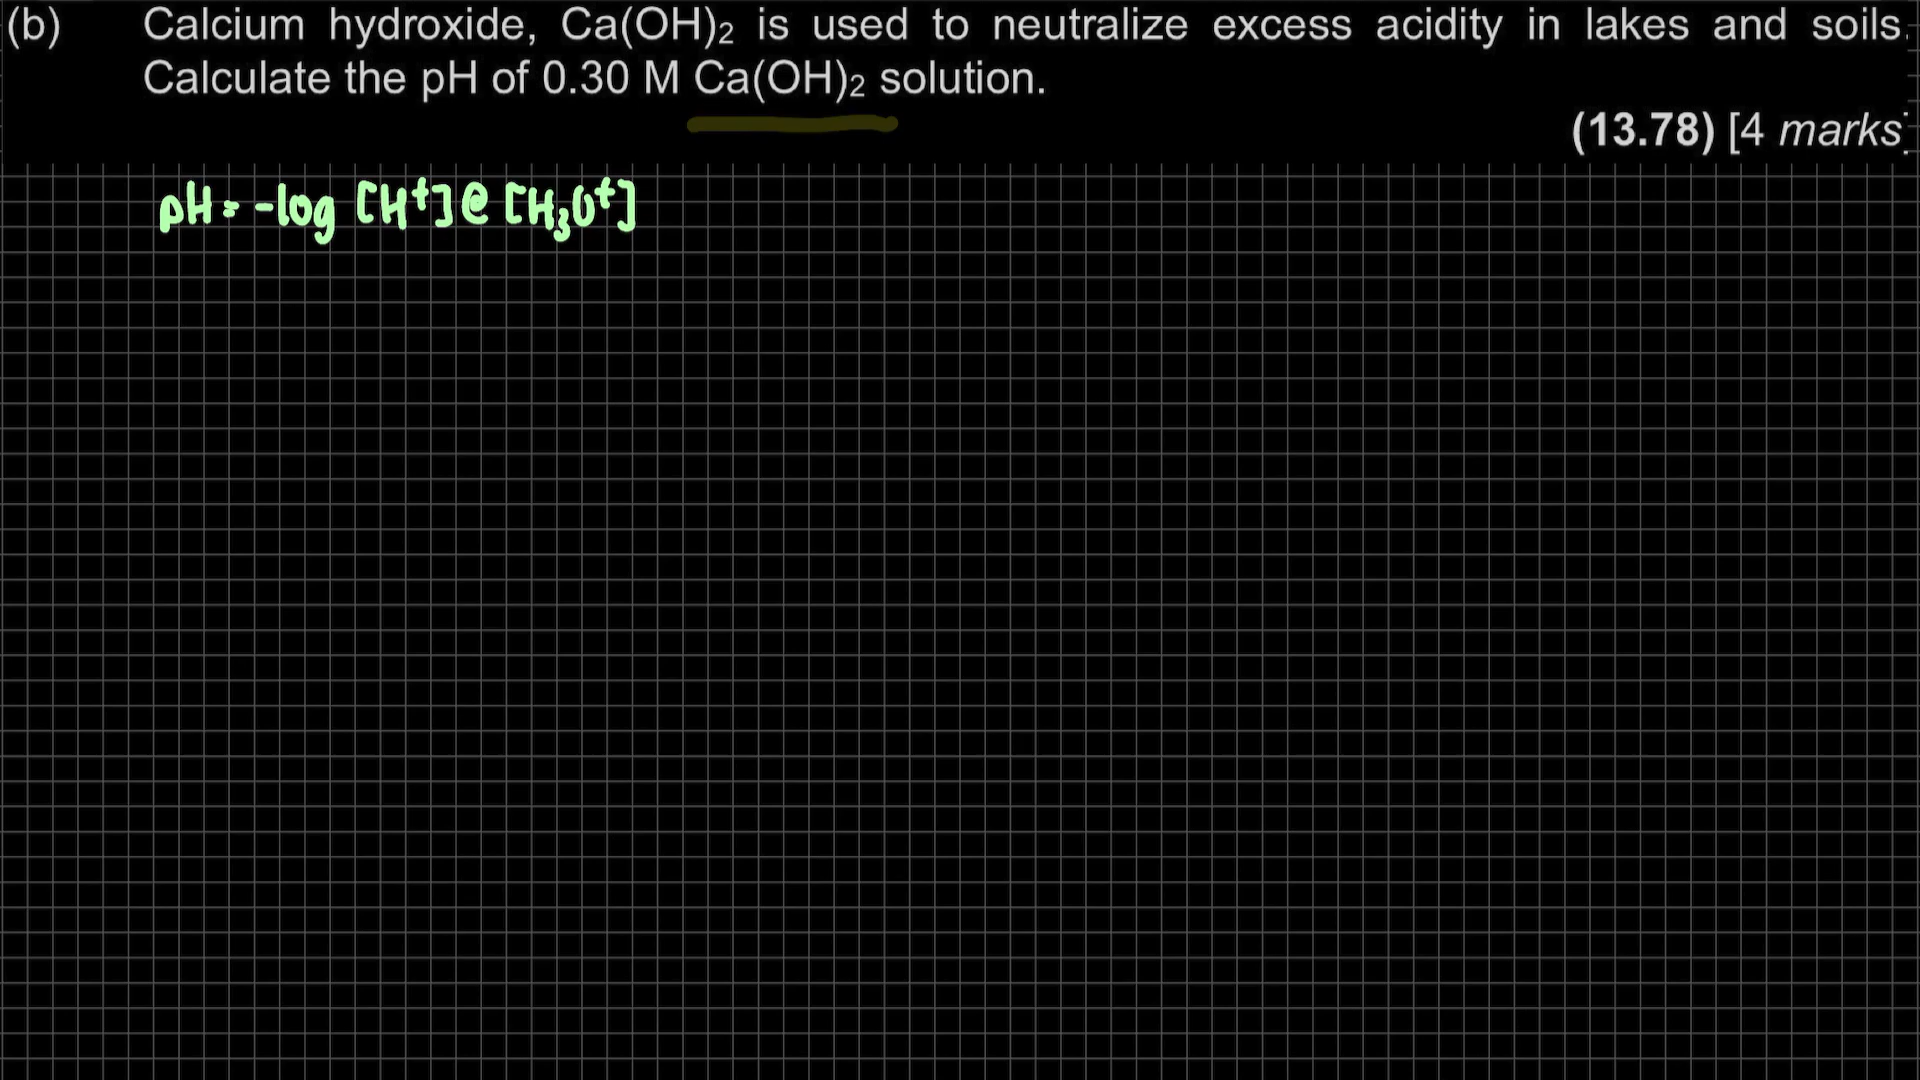 (b) Calcium hydroxide, Ca(OH)₂ is used to neutralize excess acidity in lakes and soils.
Calculate the pH of 0.30 M Ca(OH)₂ solution.
(13.78) [4 marks]
pH = -log [H⁺] @ [H₃O⁺]